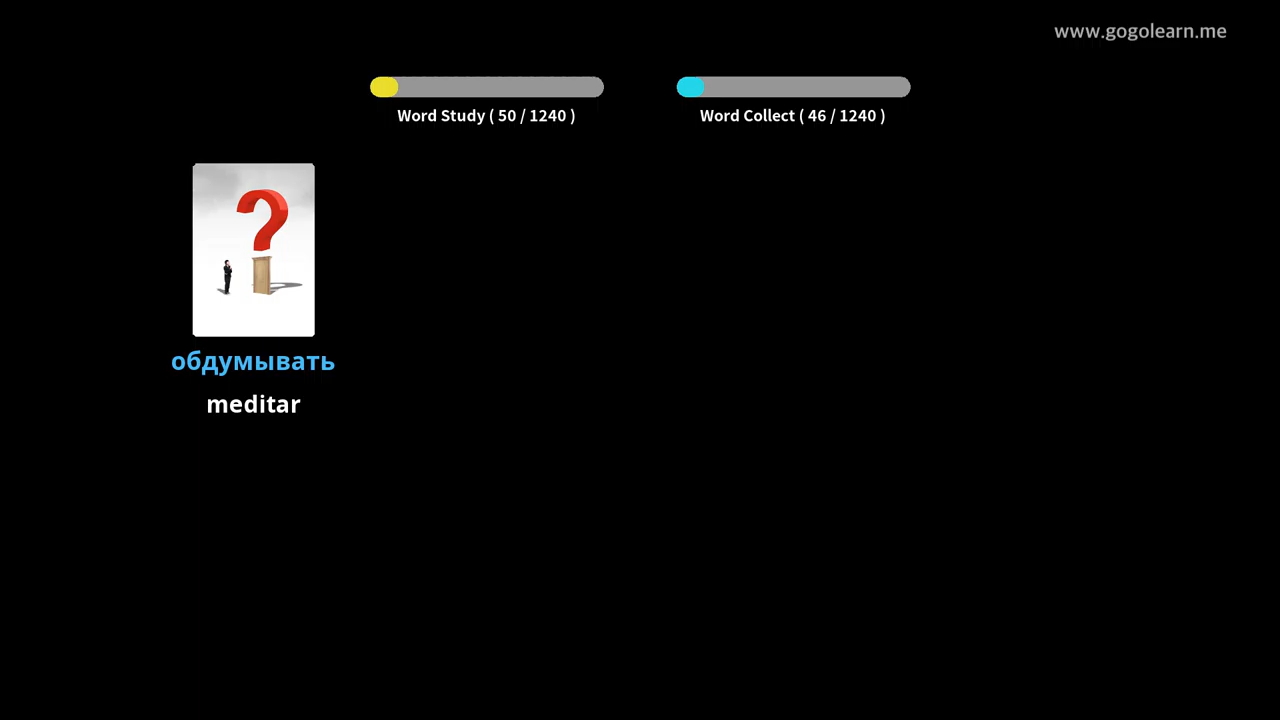 www.gogolearn.me
Word Study ( 50 / 1240 )
Word Collect ( 46 / 1240 )
?
обдумывать
meditar